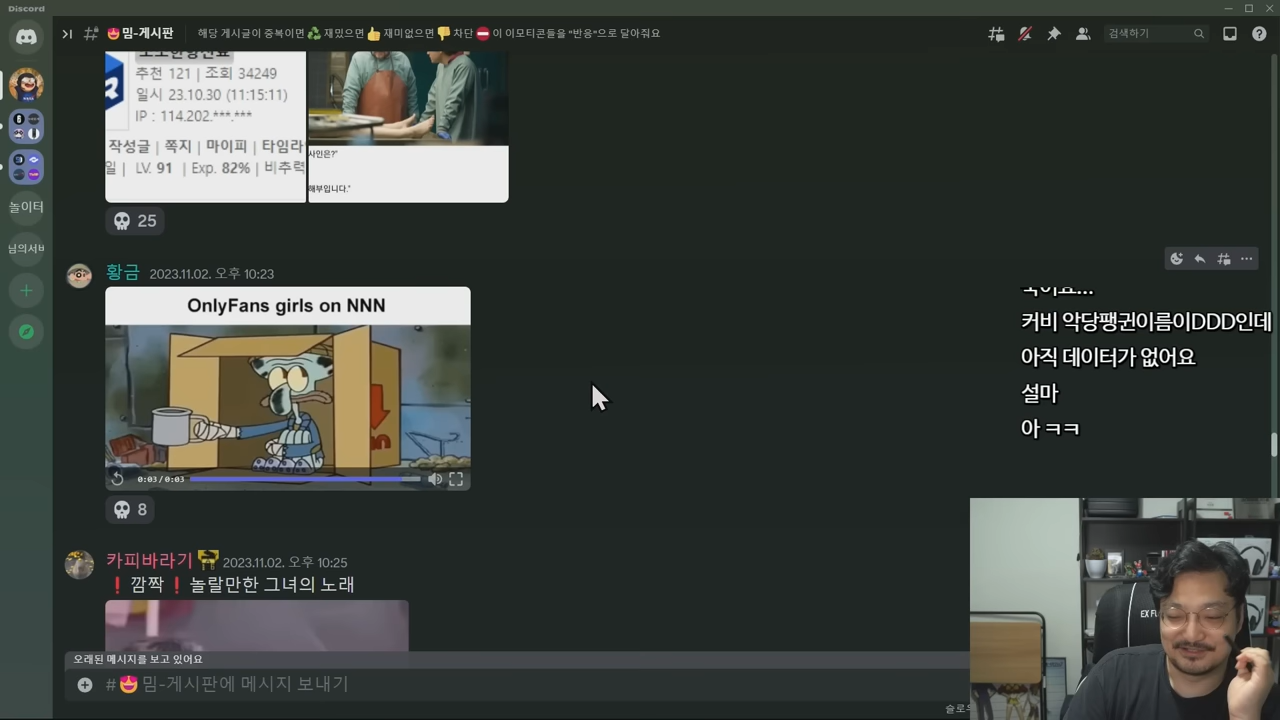 Discord
밈-게시판
해당 게시글이 중복이면 ♻️ 재밌으면 👍 재미없으면 👎 차단 ⛔ 이 이모티콘들을 "반응"으로 달아줘요
검색하기
추천 121 | 조회 34249
일시 23.10.30 (11:15:11)
IP : 114.202.***.***
작성글 | 쪽지 | 마이피 | 타임라
일 | LV. 91 | Exp. 82% | 비추력
사인은?"
해부입니다."
25
놀이터
님의서버
황금 2023.11.02. 오후 10:23
OnlyFans girls on NNN
0:03/0:03
8
커비 악당팽귄이름이DDD인데
아직 데이터가 없어요
설마
아 ㅋㅋ
카피바라기 2023.11.02. 오후 10:25
❗ 깜짝 ❗ 놀랄만한 그녀의 노래
오래된 메시지를 보고 있어요
#😍밈-게시판에 메시지 보내기
EX